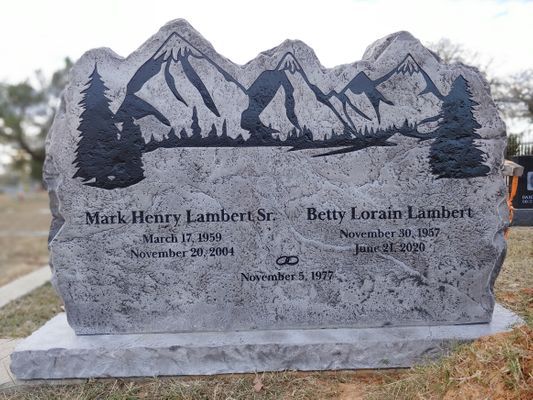 Mark Henry Lambert Sr.
March 17, 1959
November 20, 2004
Betty Lorain Lambert
November 30, 1957
June 21, 2020
November 5, 1977